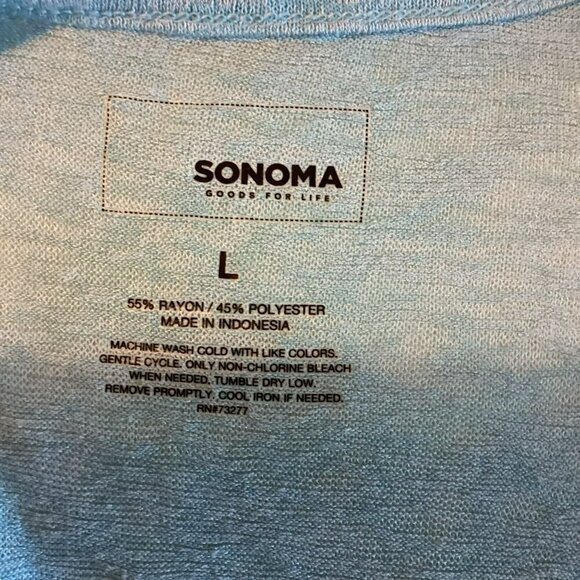 SONOMA
GOODS FOR LIFE
L
55% RAYON / 45% POLYESTER
MADE IN INDONESIA
MACHINE WASH COLD WITH LIKE COLORS.
GENTLE CYCLE. ONLY NON-CHLORINE BLEACH
WHEN NEEDED. TUMBLE DRY LOW.
REMOVE PROMPTLY. COOL IRON IF NEEDED.
RN#73277